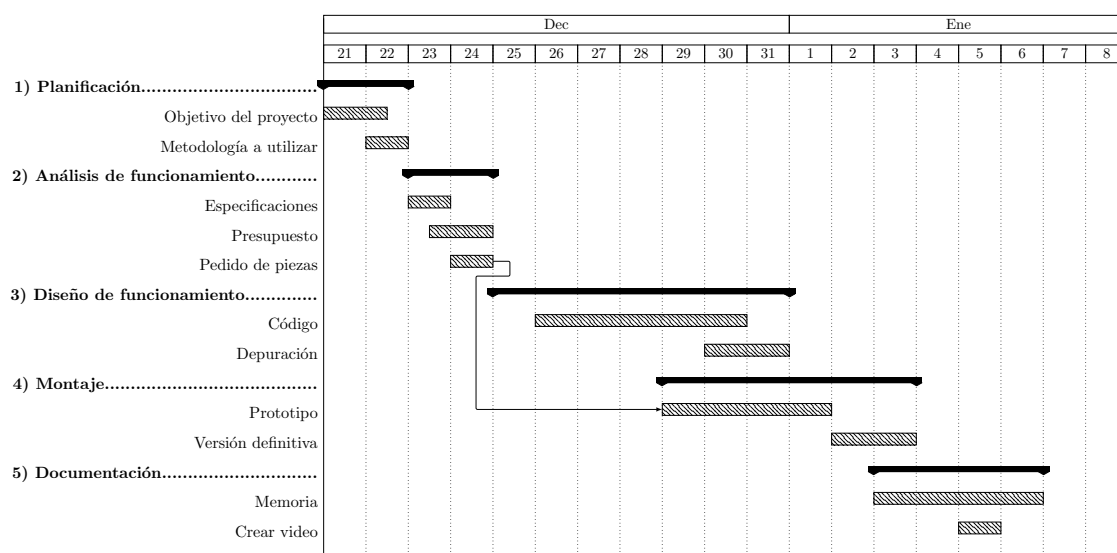 Dec Ene
21 22 23 24 25 26 27 28 29 30 31 1 2 3 4 5 6 7 8
1) Planificación.................................
Objetivo del proyecto
Metodología a utilizar
2) Análisis de funcionamiento............
Especificaciones
Presupuesto
Pedido de piezas
3) Diseño de funcionamiento..............
Código
Depuración
4) Montaje........................................
Prototipo
Versión definitiva
5) Documentación.............................
Memoria
Crear video